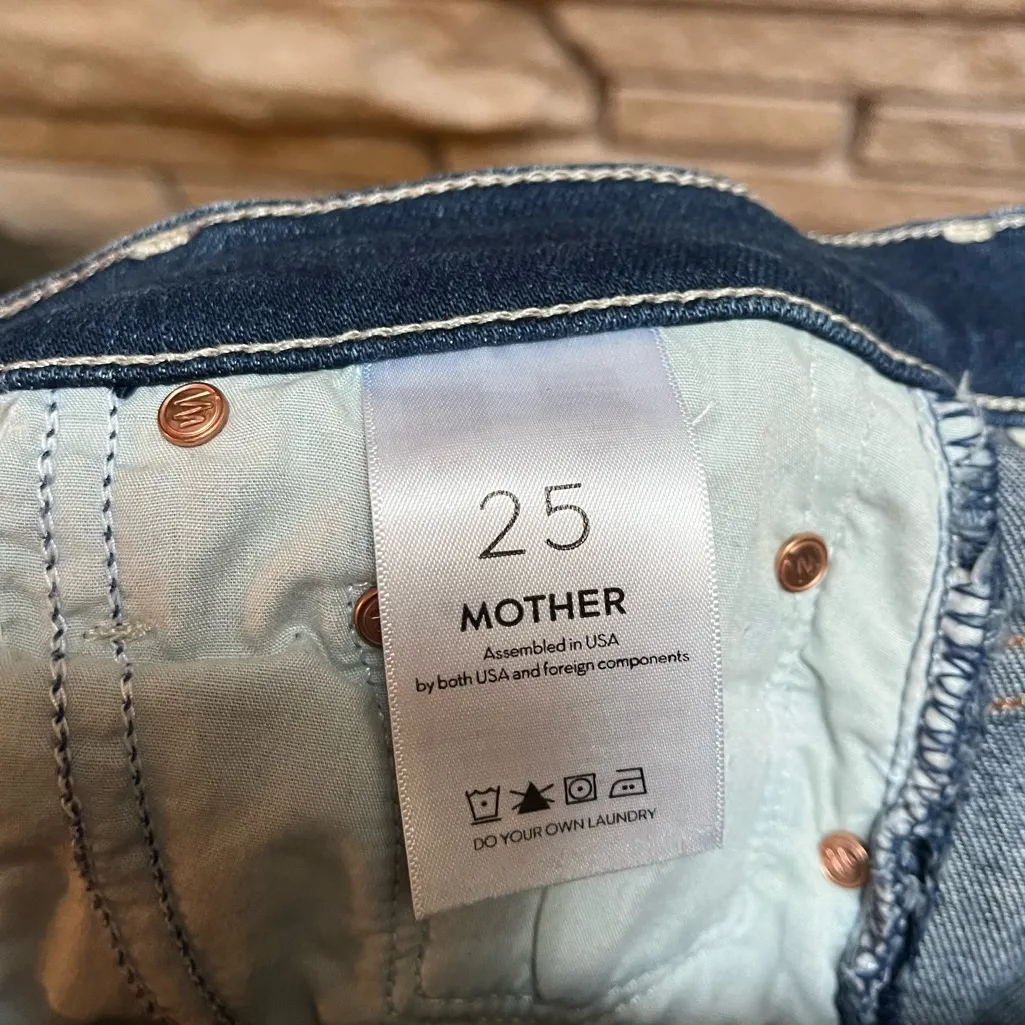 25
MOTHER
Assembled in USA
by both USA and foreign components
DO YOUR OWN LAUNDRY